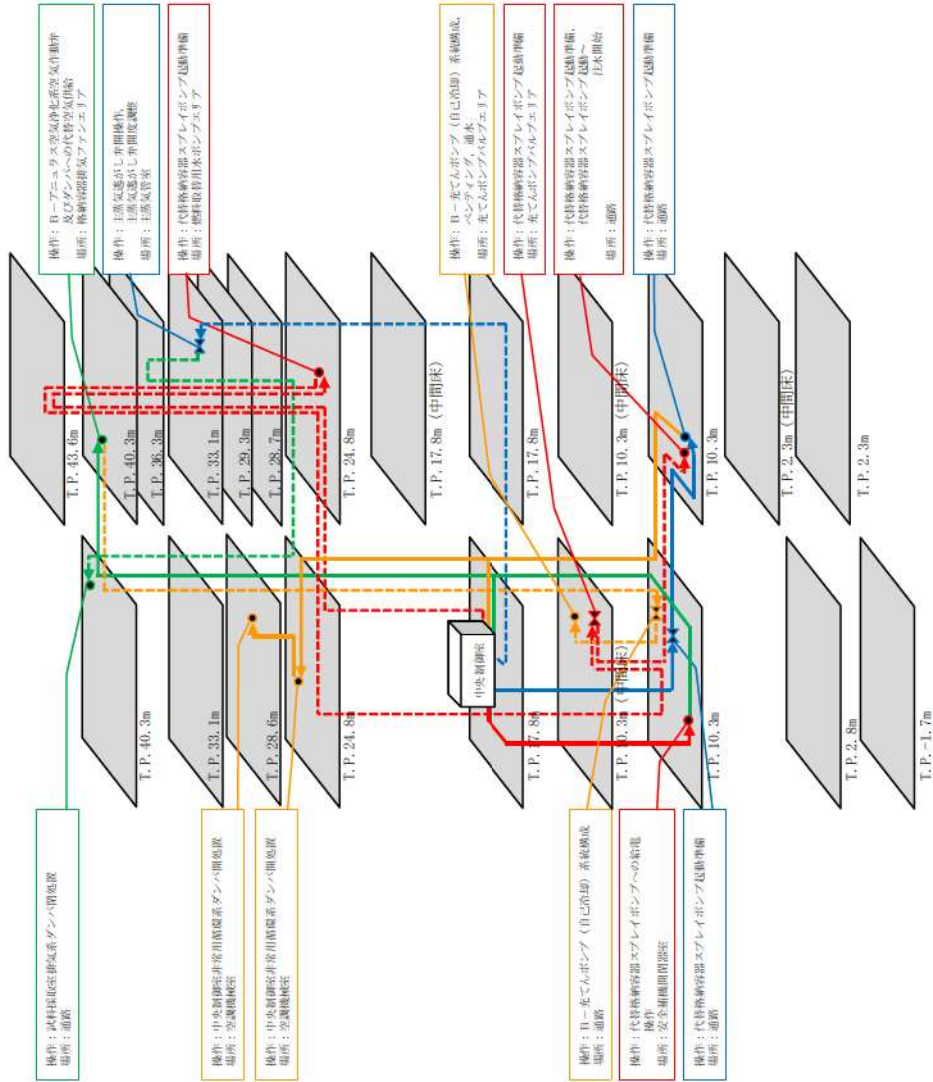 操作：B－アニュラス空気浄化系空気作動弁
及びダンパへの代替空気供給
場所：格納容器排気ファンエリア
操作：主蒸気逃がし弁開操作，
主蒸気逃がし弁開度調整
場所：主蒸気管室
操作：代替格納容器スプレイポンプ起動準備
場所：燃料取替用水ポンプエリア
操作：B－充てんポンプ（自己冷却）系統構成，
ベンティング，通水
場所：充てんポンプバルブエリア
操作：代替格納容器スプレイポンプ起動準備
場所：充てんポンプバルブエリア
操作：代替格納容器スプレイポンプ起動準備，
代替格納容器スプレイポンプ起動～
注水開始
場所：通路
操作：代替格納容器スプレイポンプ起動準備
場所：通路
T.P. 43.6m
T.P. 40.3m
T.P. 36.3m
T.P. 33.1m
T.P. 29.3m
T.P. 28.7m
T.P. 24.8m
T.P. 17.8m (中間床)
T.P. 17.8m
T.P. 10.3m (中間床)
T.P. 10.3m
T.P. 2.3m (中間床)
T.P. 2.3m
中央制御室
T.P. 40.3m
T.P. 33.1m
T.P. 28.6m
T.P. 24.8m
T.P. 17.8m
T.P. 10.3m (中間床)
T.P. 10.3m
T.P. 2.8m
T.P. -1.7m
操作：試料採取室排気系ダンパ閉処置
場所：通路
操作：中央制御室非常用循環系ダンパ開処置
場所：空調機械室
操作：中央制御室非常用循環系ダンパ開処置
場所：空調機械室
操作：B－充てんポンプ（自己冷却）系統構成
場所：通路
操作：代替格納容器スプレイポンプへの給電
操作
場所：安全補機開閉器室
操作：代替格納容器スプレイポンプ起動準備
場所：通路